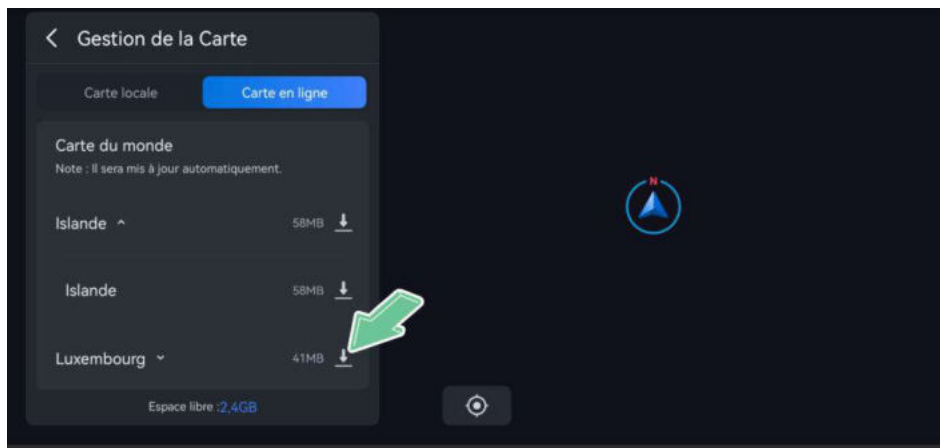 Gestion de la Carte
Carte locale Carte en ligne
Carte du monde
Note : Il sera mis à jour automatiquement.
Islande 58MB
Islande 58MB
Luxembourg 41MB
Espace libre :2,4GB
N